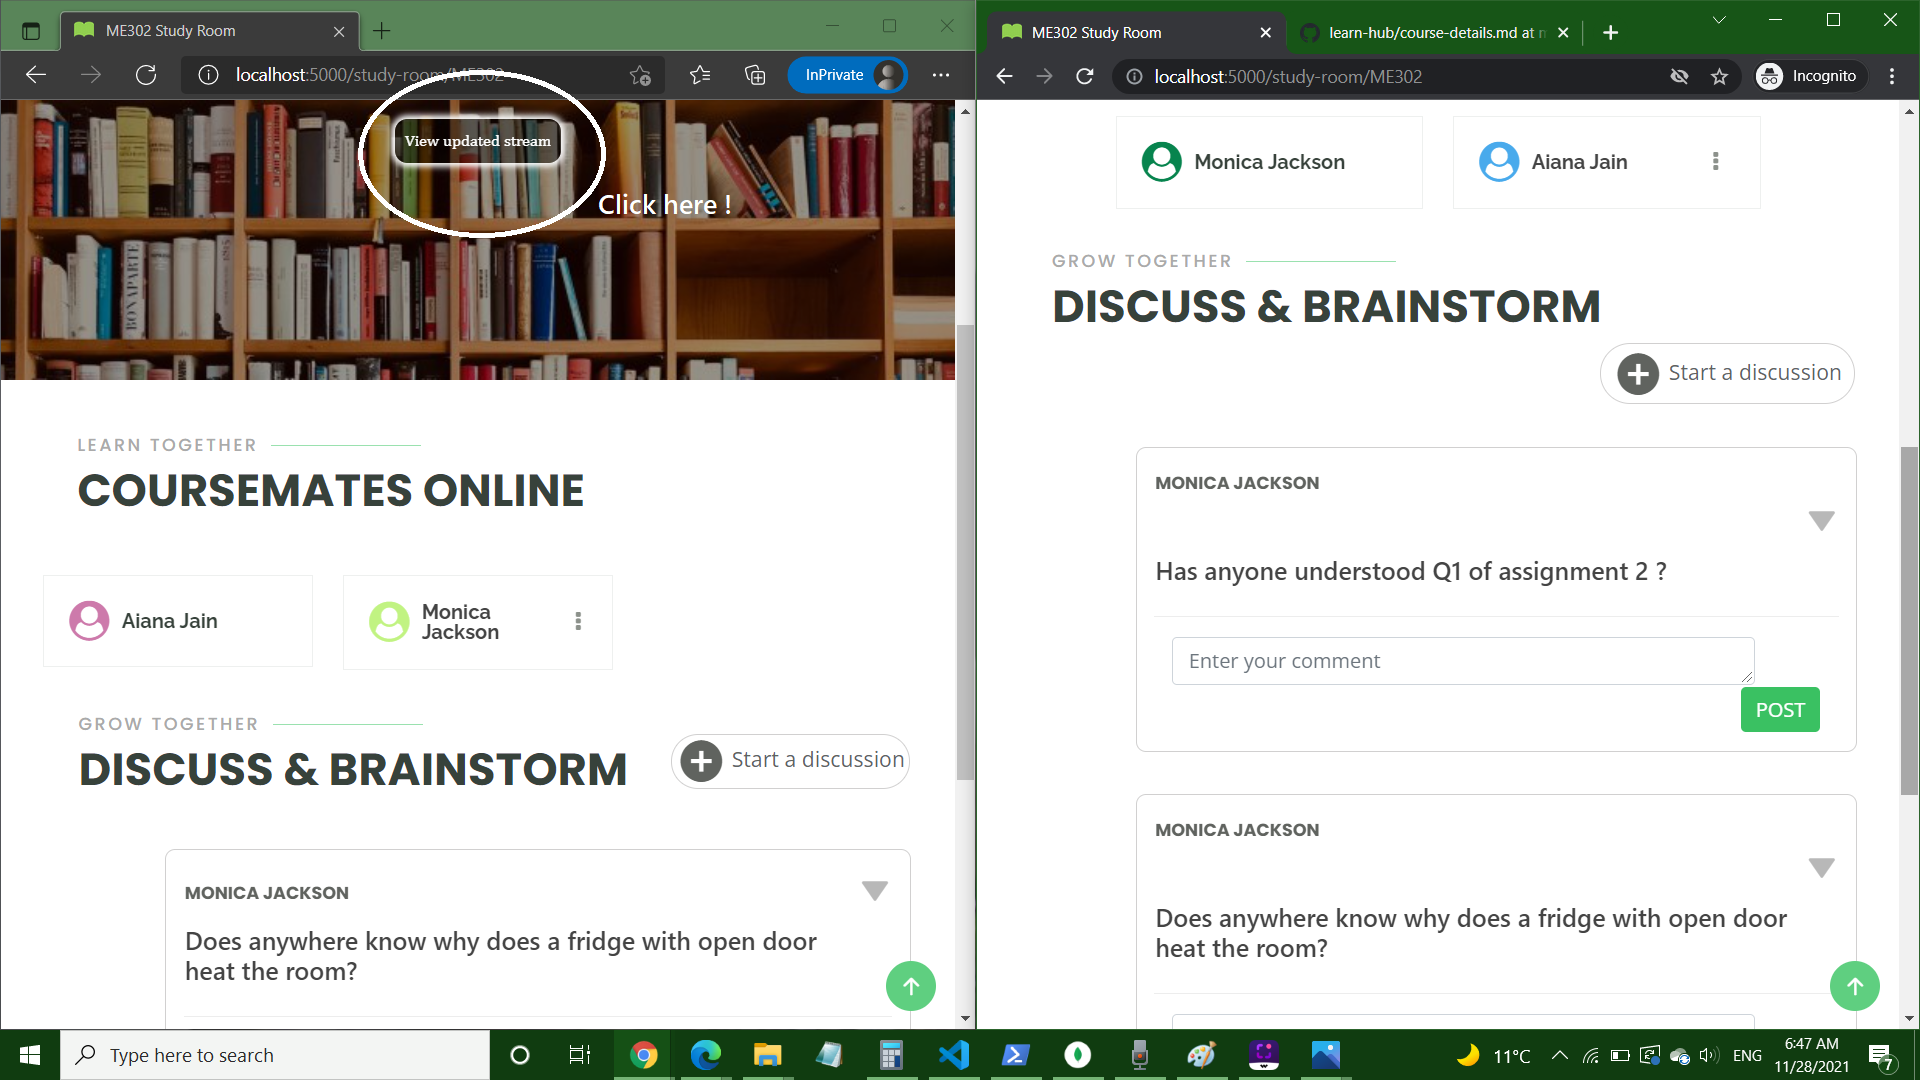 ME302 Study Room
localhost:5000/study-room/ME302
InPrivate
View updated stream
Click here !
BONAPARTE
LEARN TOGETHER
COURSEMATES ONLINE
Aiana Jain
Monica
Jackson
GROW TOGETHER
DISCUSS & BRAINSTORM
Start a discussion
MONICA JACKSON
Does anywhere know why does a fridge with open door
heat the room?
ME302 Study Room
learn-hub/course-details.md at m
localhost:5000/study-room/ME302
Incognito
Monica Jackson
Aiana Jain
GROW TOGETHER
DISCUSS & BRAINSTORM
Start a discussion
MONICA JACKSON
Has anyone understood Q1 of assignment 2 ?
Enter your comment
POST
MONICA JACKSON
Does anywhere know why does a fridge with open door
heat the room?
Type here to search
11°C
ENG
6:47 AM
11/28/2021
7